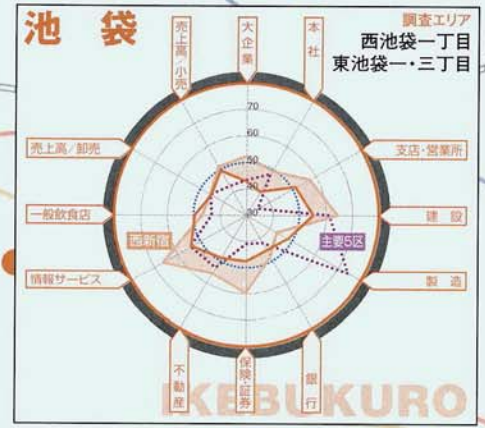 池袋
調査エリア
西池袋一丁目
東池袋一・三丁目
大企業
本社
支店・営業所
建設
製造
銀行
保険・証券
不動産
情報サービス
一般飲食店
売上高/卸売
売上高/小売
70
60
50
40
30
西新宿
主要5区
IKEBUKURO